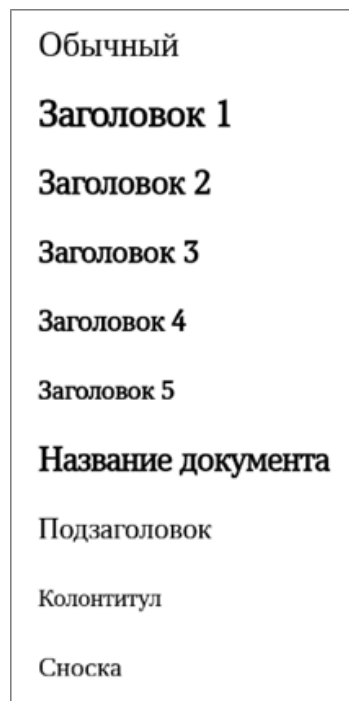 Обычный
Заголовок 1
Заголовок 2
Заголовок 3
Заголовок 4
Заголовок 5
Название документа
Подзаголовок
Колонтитул
Сноска